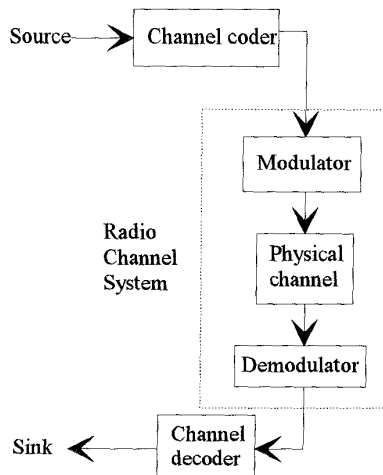 Source
Channel coder
Modulator
Radio
Channel
System
Physical
channel
Demodulator
Sink
Channel
decoder